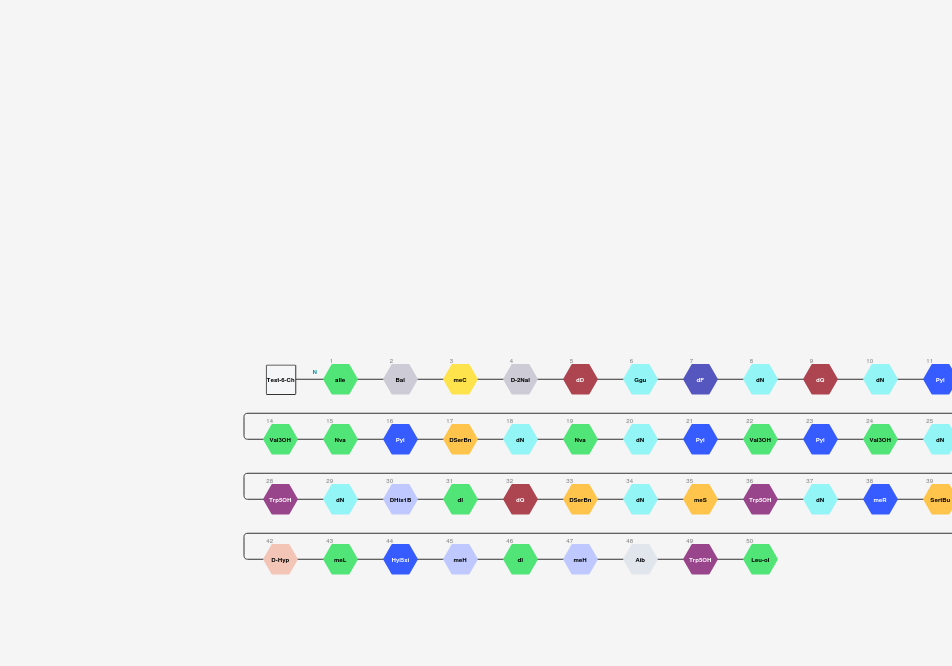 1 2 3 4 5 6 7 8 9 10 11
Test-6-Ch N aIle Bal meC D-2Nal dD Ggu dF dN dQ dN Pyl
14 15 16 17 18 19 20 21 22 23 24 25
Val3OH Nva Pyl DSerBn dN Nva dN Pyl Val3OH Pyl Val3OH dN
28 29 30 31 32 33 34 35 36 37 38 39
Trp5OH dN DHis1B dI dQ DSerBn dN meS Trp5OH dN meR SertBu
42 43 44 45 46 47 48 49 50
D-Hyp meL HyBxi meH dI meH Aib Trp5OH Leu-ol